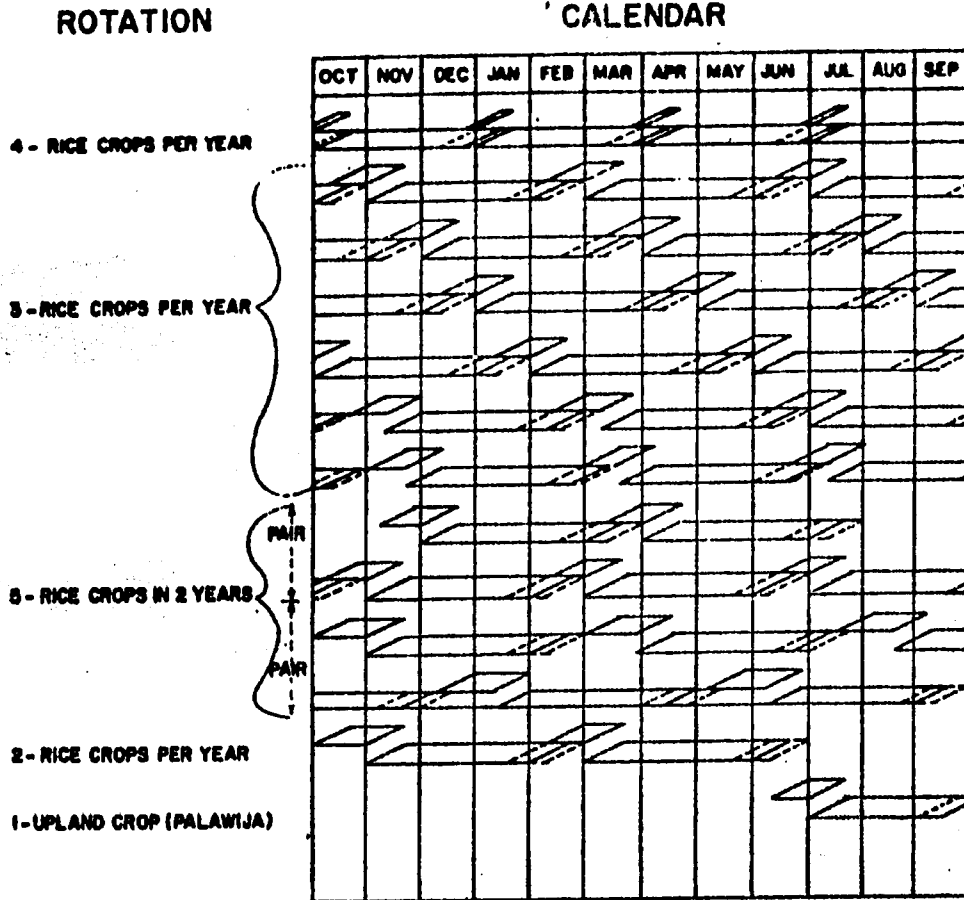 ROTATION
CALENDAR
OCT NOV DEC JAN FEB MAR APR MAY JUN JUL AUG SEP
4 - RICE CROPS PER YEAR
3 - RICE CROPS PER YEAR
PAIR
5 - RICE CROPS IN 2 YEARS
PAIR
2 - RICE CROPS PER YEAR
1 - UPLAND CROP (PALAWIJA)